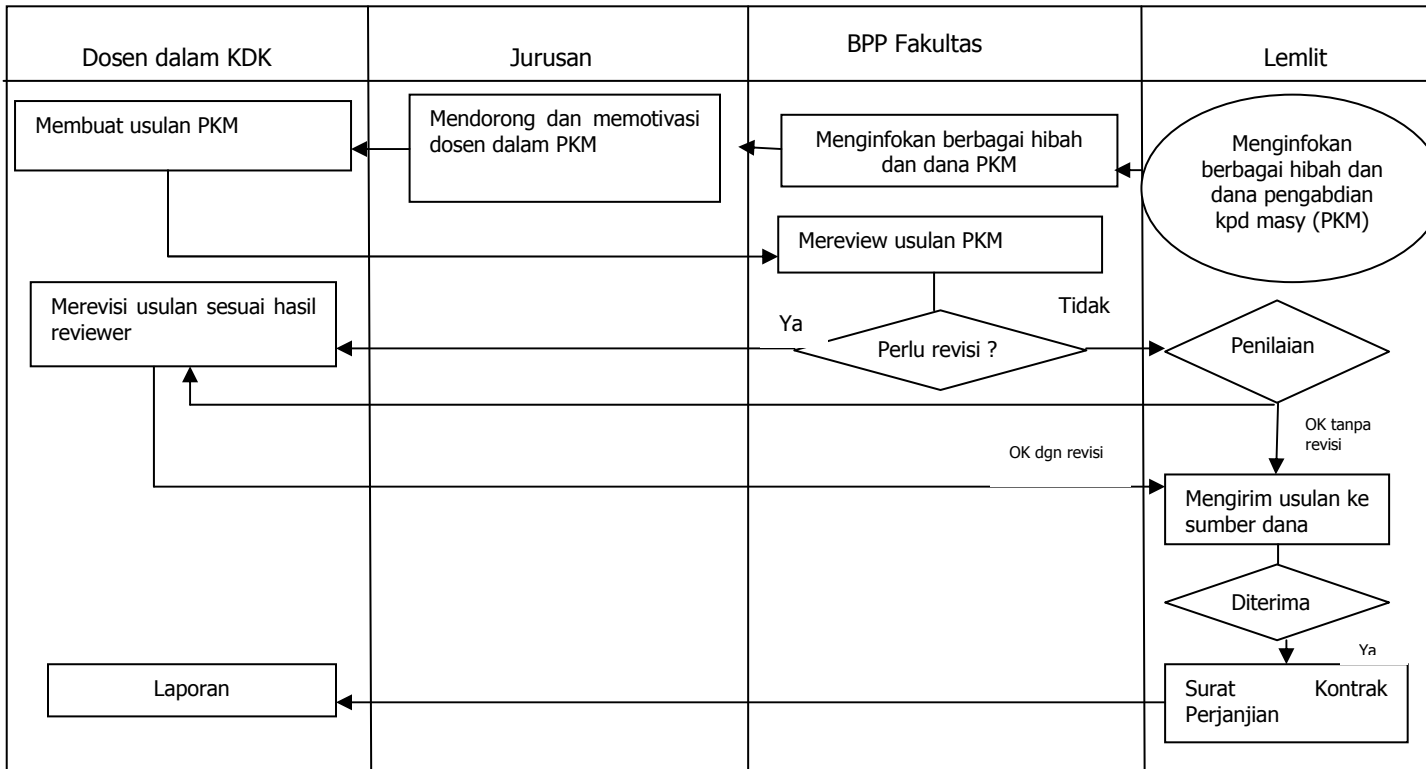 Dosen dalam KDK
Jurusan
BPP Fakultas
Lemlit
Membuat usulan PKM
Mendorong dan memotivasi
dosen dalam PKM
Menginfokan berbagai hibah
dan dana PKM
Menginfokan
berbagai hibah dan
dana pengabdian
kpd masy (PKM)
Mereview usulan PKM
Merevisi usulan sesuai hasil
reviewer
Ya
Perlu revisi ?
Tidak
Penilaian
OK tanpa
revisi
OK dgn revisi
Mengirim usulan ke
sumber dana
Diterima
Ya
Laporan
Surat Kontrak
Perjanjian